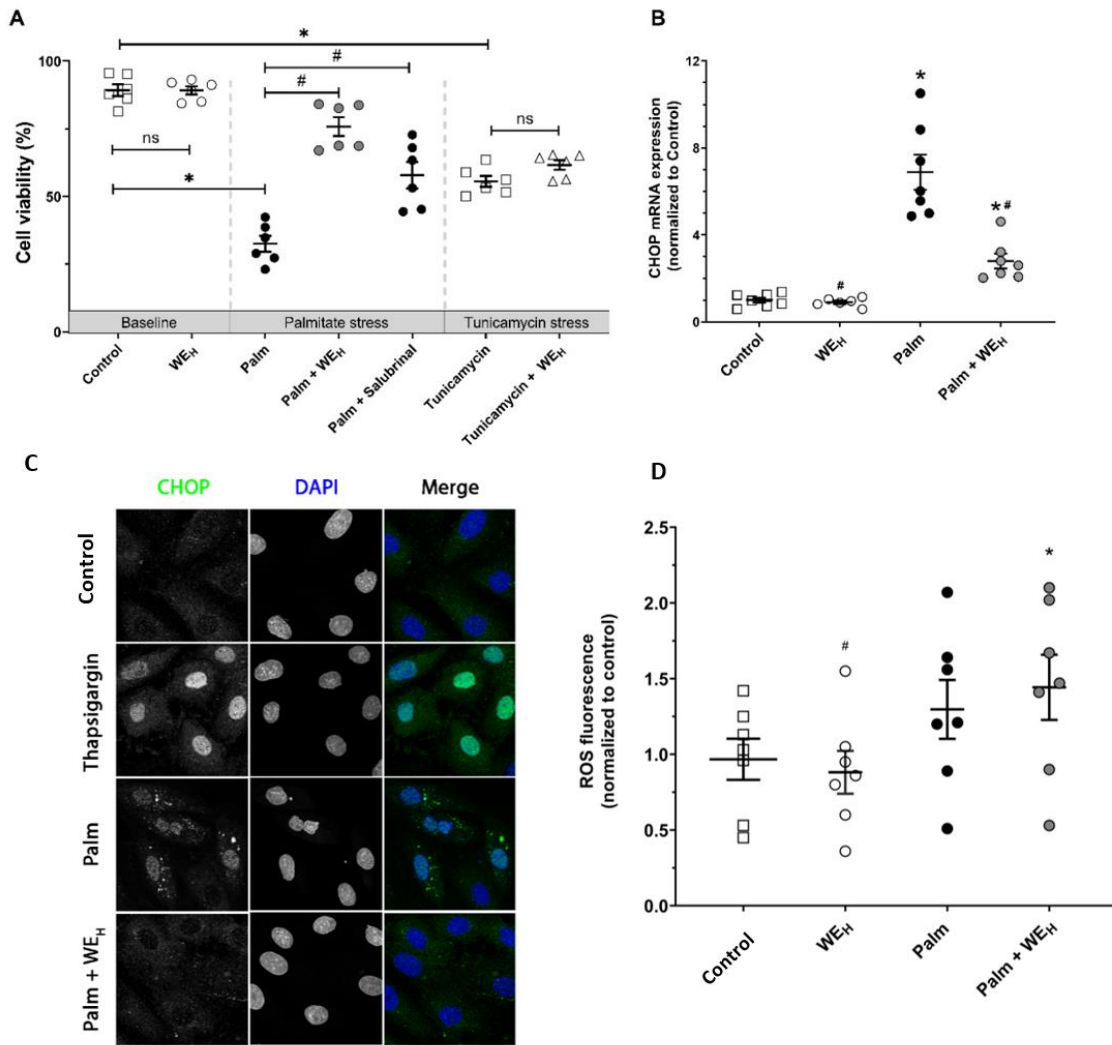 A
Cell viability (%)
100
50
0
*
#
#
ns
*
ns
Baseline
Palmitate stress
Tunicamycin stress
Control
WEH
Palm
Palm + WEH
Palm + Salubrinal
Tunicamycin
Tunicamycin + WEH
B
CHOP mRNA expression
(normalized to Control)
12
10
8
6
4
2
0
#
*
*#
Control
WEH
Palm
Palm + WEH
C
CHOP
DAPI
Merge
Control
Thapsigargin
Palm
Palm + WEH
D
ROS fluorescence
(normalized to control)
2.5
2.0
1.5
1.0
0.5
0.0
#
*
Control
WEH
Palm
Palm + WEH